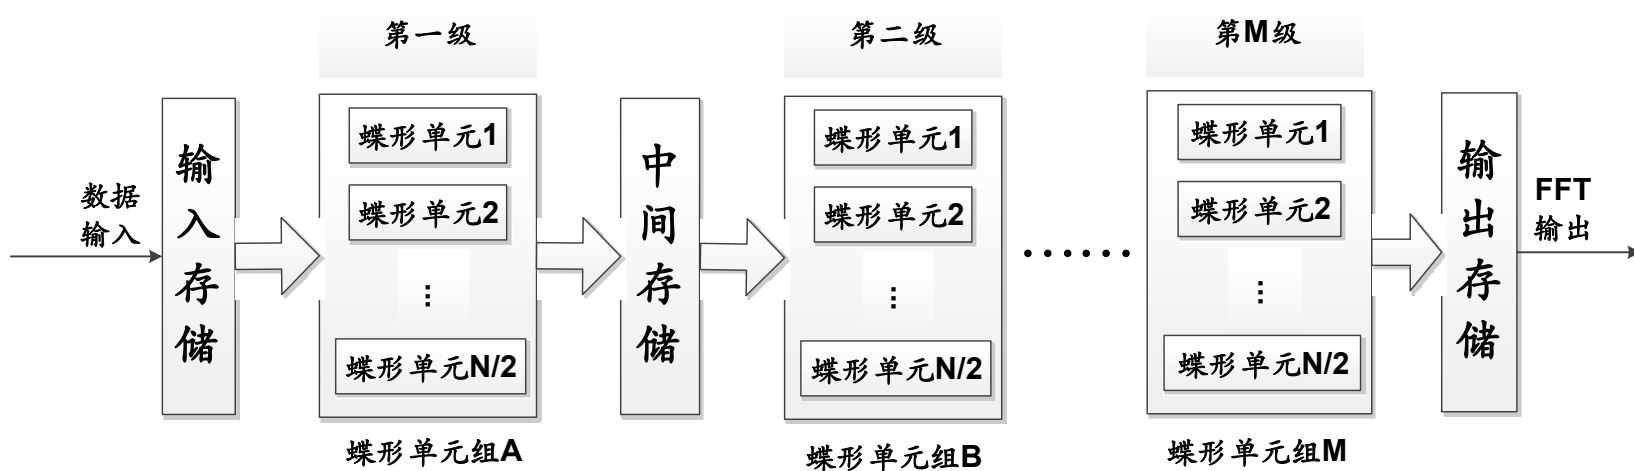 第一级
第二级
第M级
数据
输入
输入存储
蝶形单元1
蝶形单元2
⋮
蝶形单元N/2
蝶形单元组A
中间存储
蝶形单元1
蝶形单元2
⋮
蝶形单元N/2
蝶形单元组B
······
蝶形单元1
蝶形单元2
⋮
蝶形单元N/2
蝶形单元组M
输出存储
FFT
输出